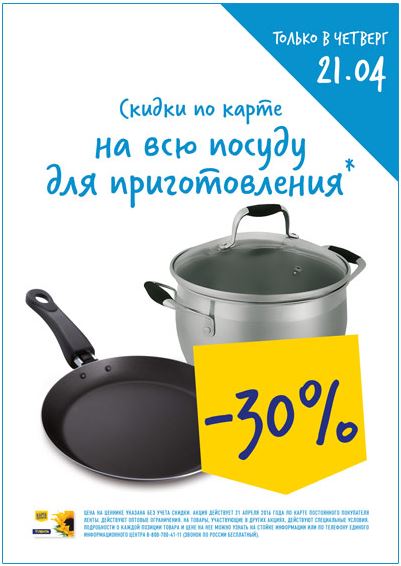 ТОЛЬКО В ЧЕТВЕРГ
21.04
Скидки по карте
на всю посуду
для приготовления*
-30%
ЦЕНА НА ЦЕННИКЕ УКАЗАНА БЕЗ УЧЕТА СКИДКИ. АКЦИЯ ДЕЙСТВУЕТ 21 АПРЕЛЯ 2016 ГОДА ПО КАРТЕ ПОСТОЯННОГО ПОКУПАТЕЛЯ
ЛЕНТЫ. ДЕЙСТВУЮТ ОПТОВЫЕ ОГРАНИЧЕНИЯ. НА ТОВАРЫ, УЧАСТВУЮЩИЕ В ДРУГИХ АКЦИЯХ, ДЕЙСТВУЮТ СПЕЦИАЛЬНЫЕ УСЛОВИЯ.
ПОДРОБНОСТИ О КАЖДОЙ ПОЗИЦИИ ТОВАРА И ЦЕНЕ НА НЕЕ МОЖНО УЗНАТЬ НА СТОЙКЕ ИНФОРМАЦИИ ИЛИ ПО ТЕЛЕФОНУ ЕДИНОГО
ИНФОРМАЦИОННОГО ЦЕНТРА 8-800-700-41-11 (ЗВОНОК ПО РОССИИ БЕСПЛАТНЫЙ).